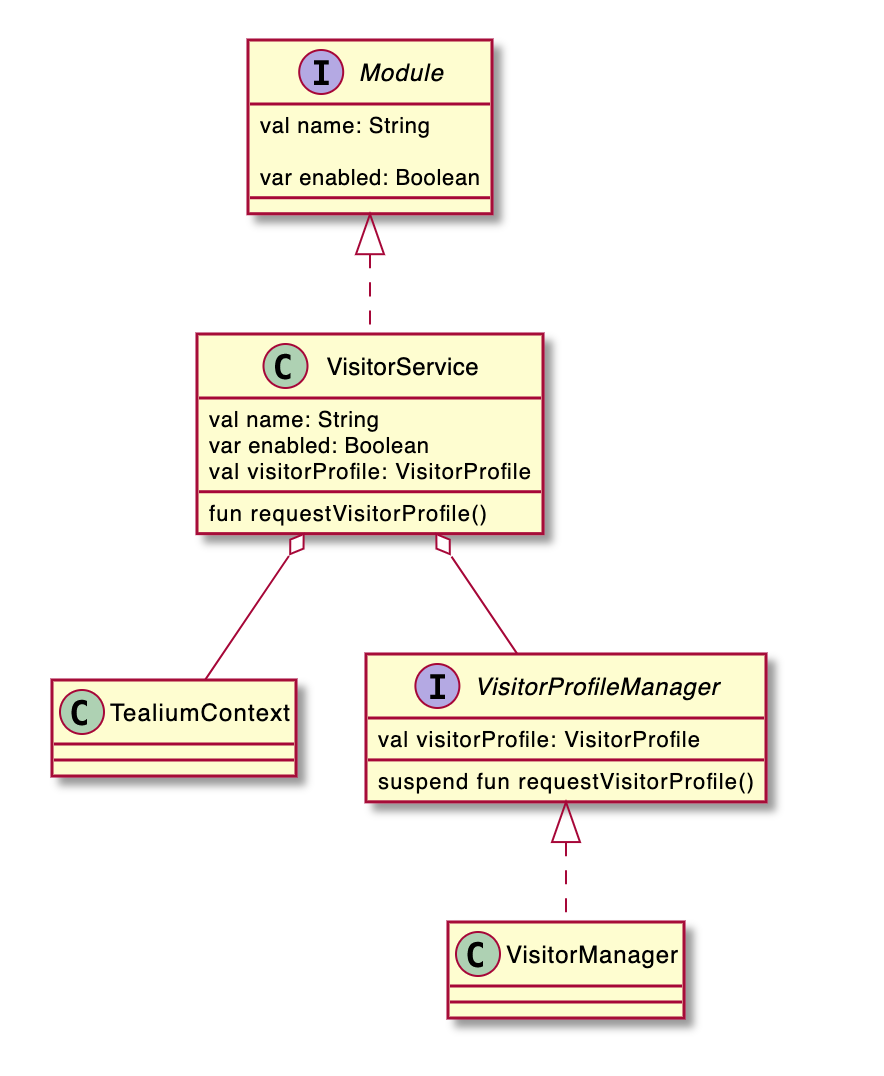 I Module
val name: String
var enabled: Boolean
C VisitorService
val name: String
var enabled: Boolean
val visitorProfile: VisitorProfile
fun requestVisitorProfile()
C TealiumContext
I VisitorProfileManager
val visitorProfile: VisitorProfile
suspend fun requestVisitorProfile()
C VisitorManager